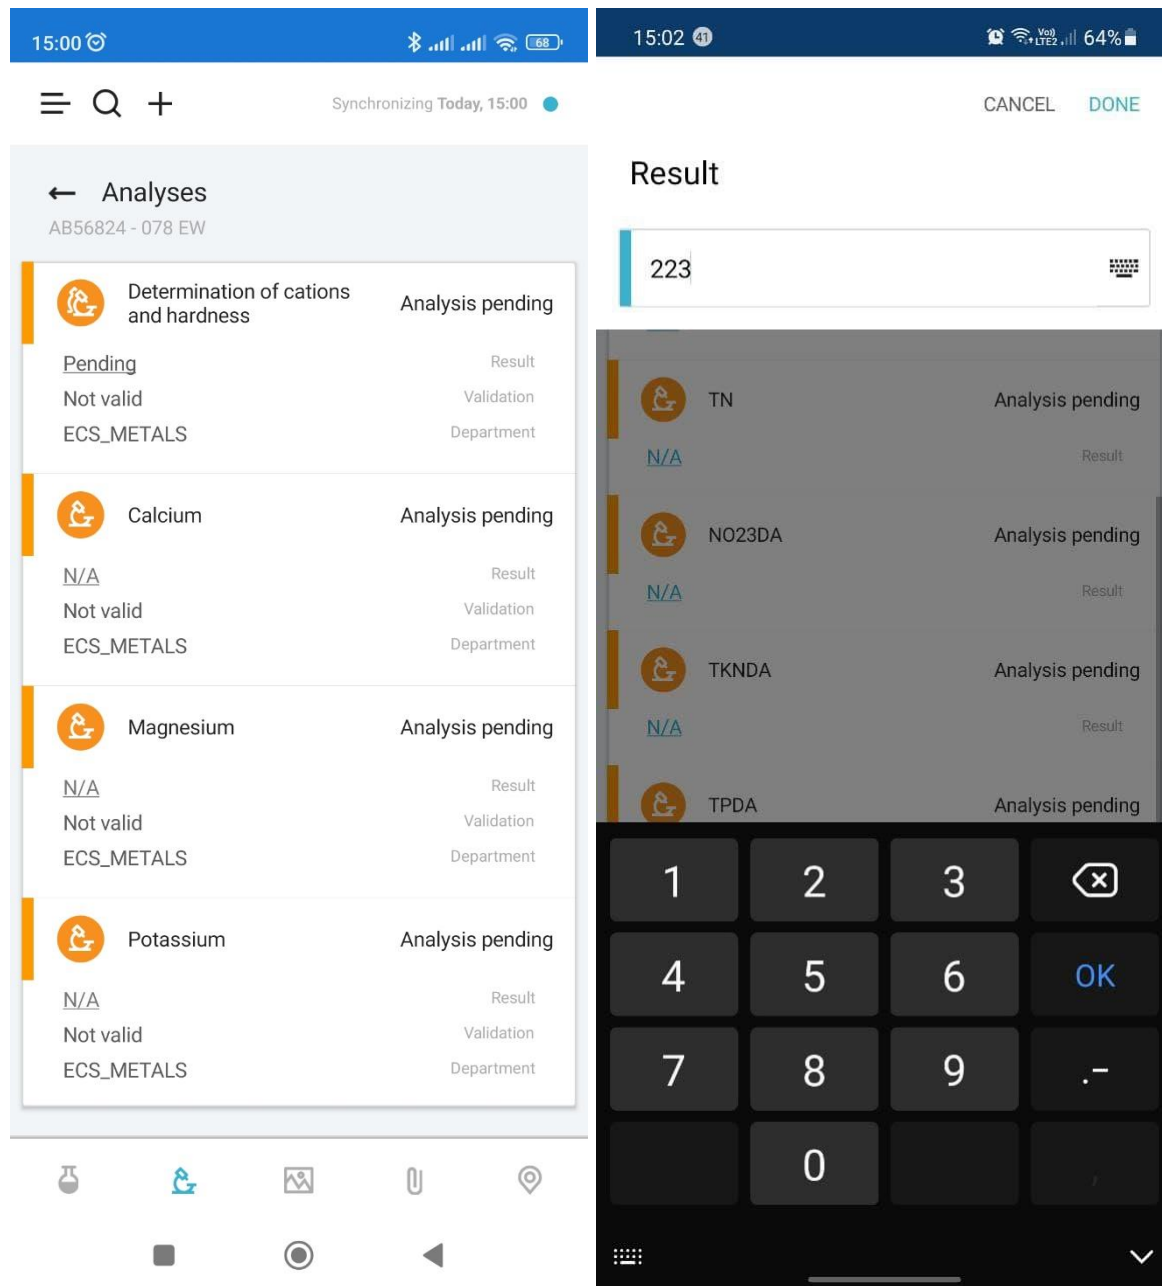 15:00
68
Synchronizing Today, 15:00
Analyses
AB56824 - 078 EW
Determination of cations
and hardness
Analysis pending
Pending
Result
Not valid
Validation
ECS_METALS
Department
Calcium
Analysis pending
N/A
Result
Not valid
Validation
ECS_METALS
Department
Magnesium
Analysis pending
N/A
Result
Not valid
Validation
ECS_METALS
Department
Potassium
Analysis pending
N/A
Result
Not valid
Validation
ECS_METALS
Department
15:02 41
Vo)) LTE2 64%
CANCEL DONE
Result
223
TN
Analysis pending
N/A
Result
NO23DA
Analysis pending
N/A
Result
TKNDA
Analysis pending
N/A
Result
TPDA
Analysis pending
1 2 3
4 5 6 OK
7 8 9 .-
0 ,